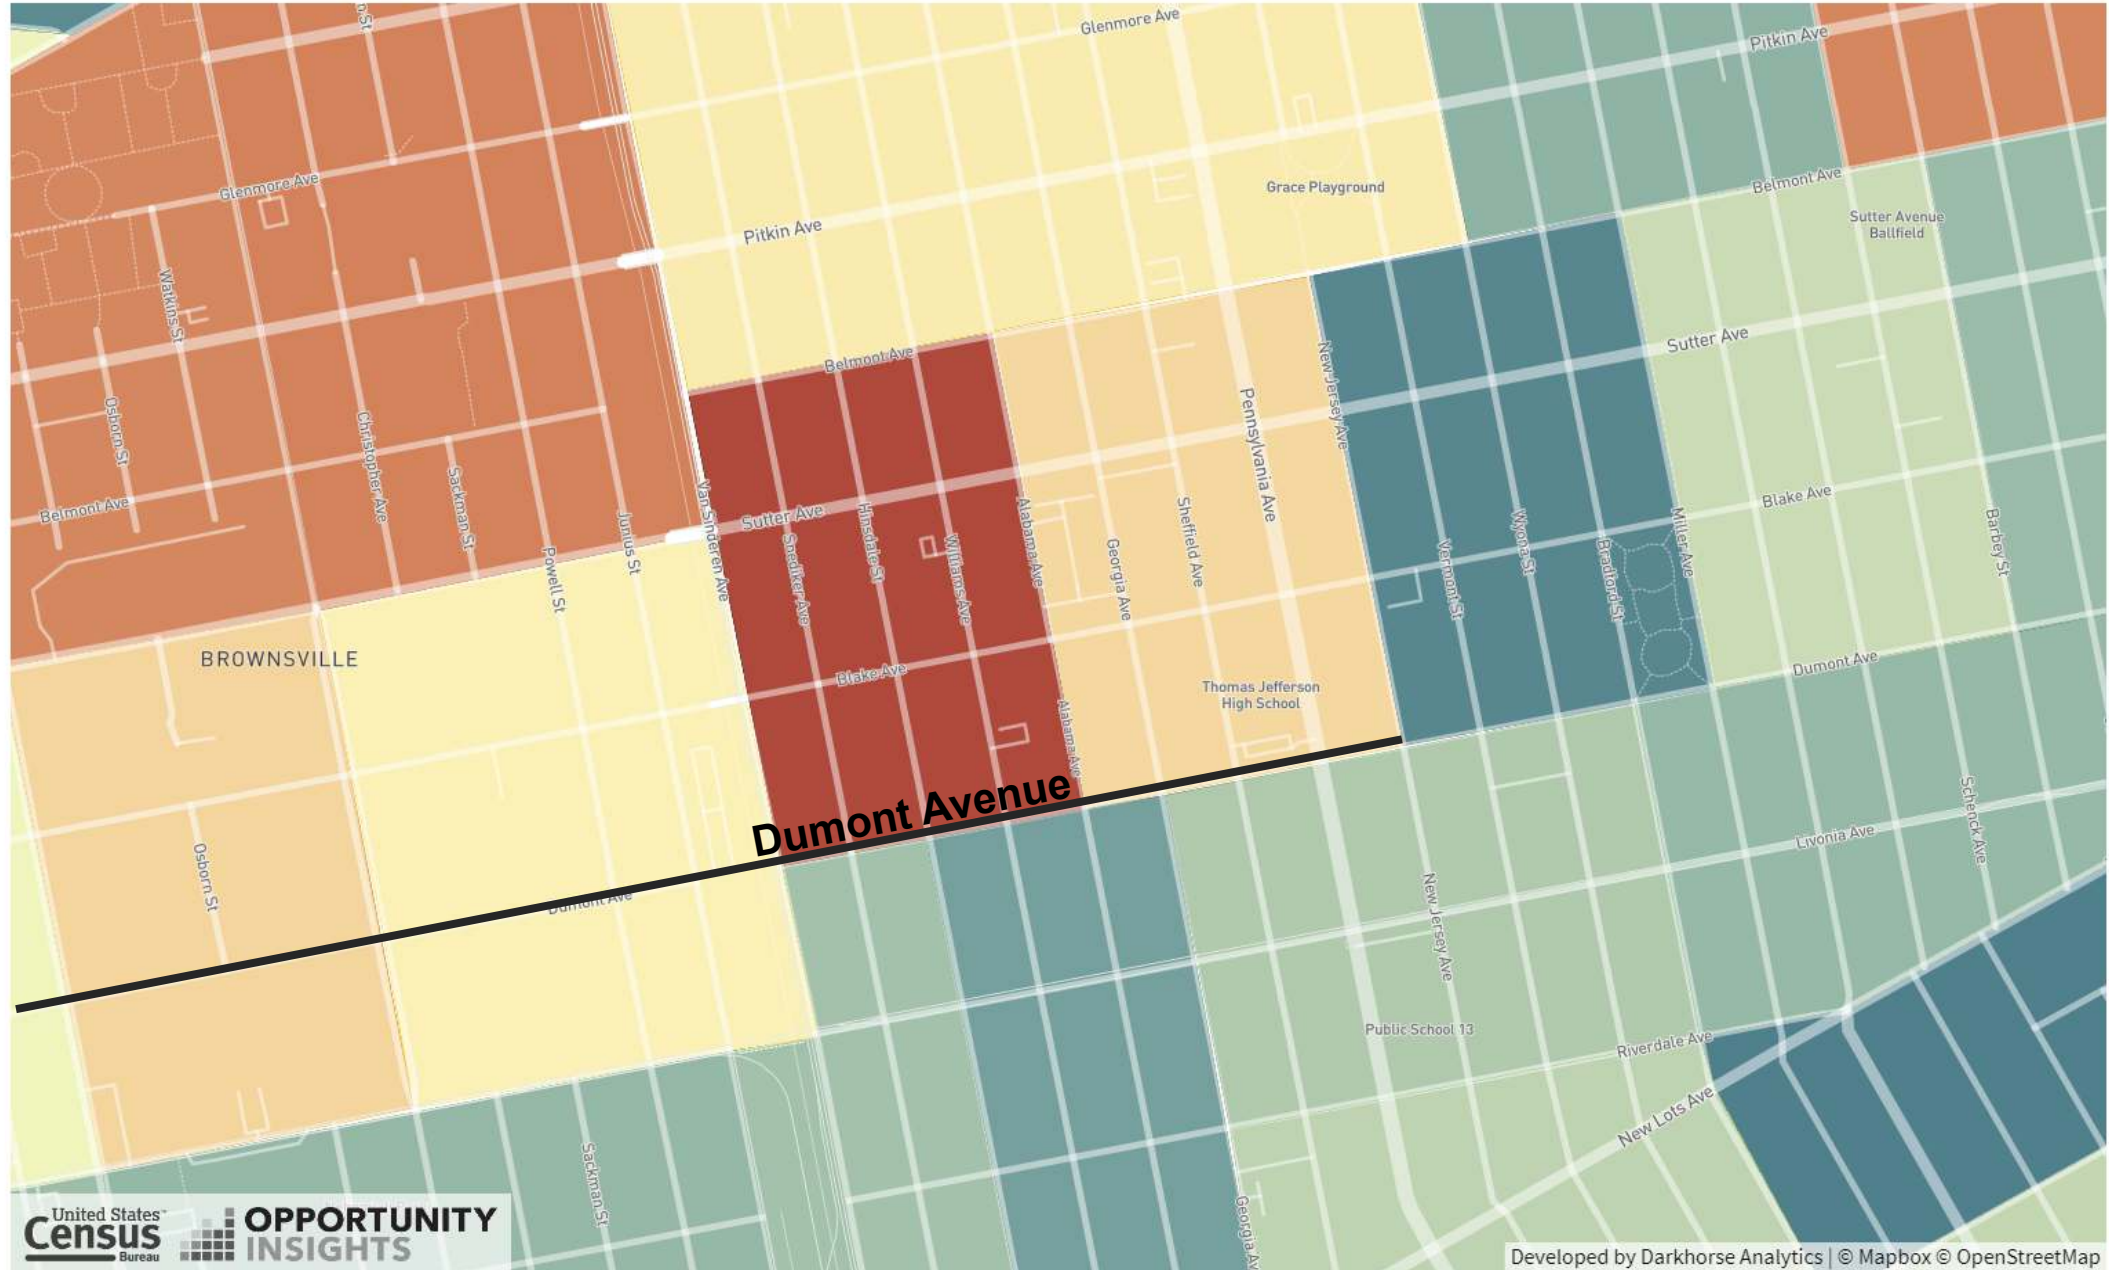 Glenmore Ave
Pitkin Ave
Glenmore Ave
Grace Playground
Belmont Ave
Sutter Avenue
Ballfield
Pitkin Ave
Watkins St
Sutter Ave
Belmont Ave
New Jersey Ave
Pennsylvania Ave
Osborn St
Christopher Ave
Sackman St
Belmont Ave
Powell St
Junius St
Van Sinderen Ave
Sutter Ave
Snediker Ave
Hinsdale St
Williams Ave
Alabama Ave
Georgia Ave
Sheffield Ave
Vermont St
Wyona St
Bradford St
Miller Ave
Blake Ave
Barbey St
BROWNSVILLE
Blake Ave
Thomas Jefferson
High School
Dumont Ave
Alabama Ave
Dumont Avenue
Dumont Ave
Osborn St
New Jersey Ave
Livonia Ave
Schenck Ave
Public School 13
Riverdale Ave
New Lots Ave
Sackman St
Georgia Av
United States™
Census
Bureau
OPPORTUNITY
INSIGHTS
Developed by Darkhorse Analytics | © Mapbox © OpenStreetMap